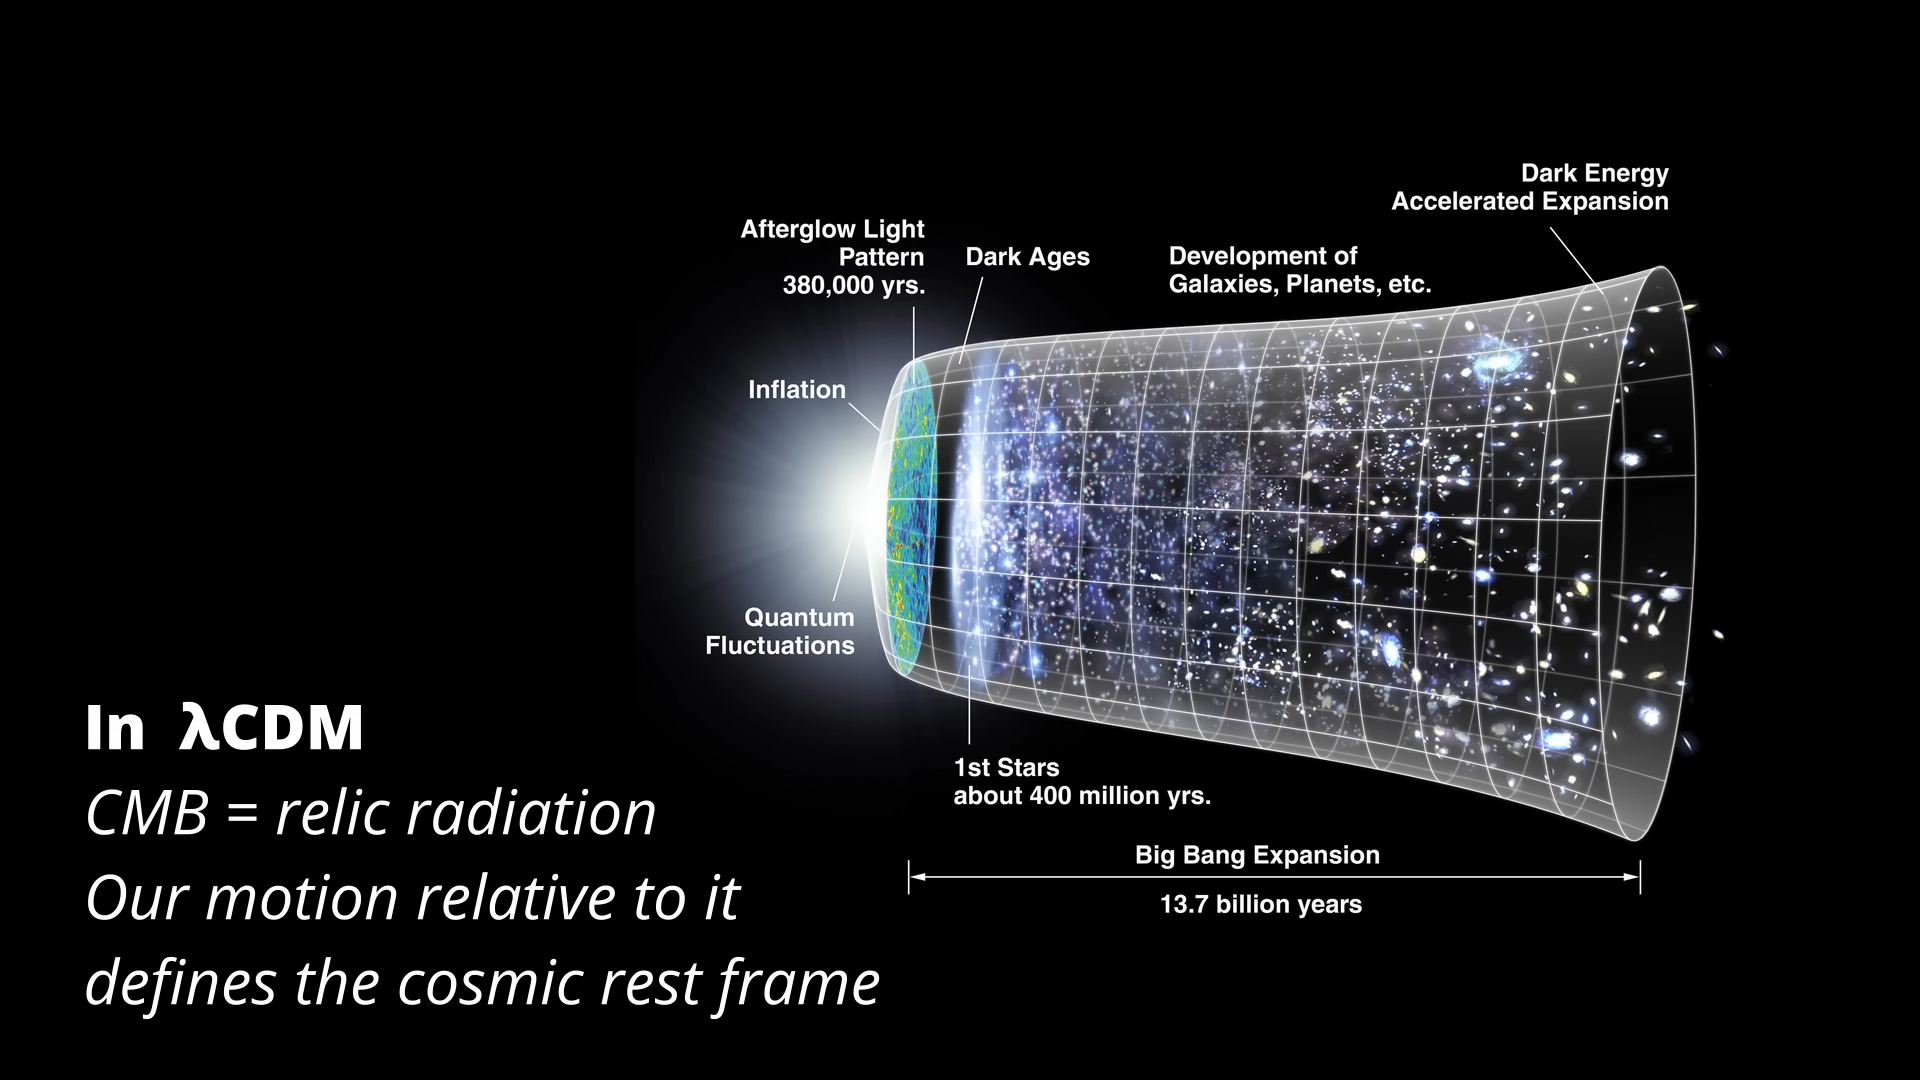 Dark Energy
Accelerated Expansion
Afterglow Light
Pattern
380,000 yrs.
Dark Ages
Development of
Galaxies, Planets, etc.
Inflation
Quantum
Fluctuations
1st Stars
about 400 million yrs.
Big Bang Expansion
13.7 billion years
In λCDM
CMB = relic radiation
Our motion relative to it
defines the cosmic rest frame